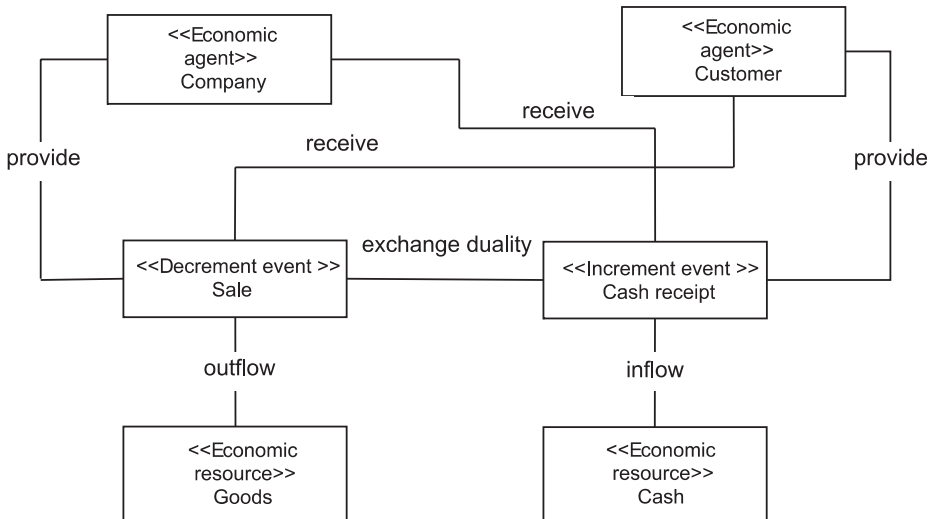 <<Economic
agent>>
Company
<<Economic
agent>>
Customer
receive
receive
provide
provide
exchange duality
<<Decrement event >>
Sale
<<Increment event >>
Cash receipt
outflow
inflow
<<Economic
resource>>
Goods
<<Economic
resource>>
Cash